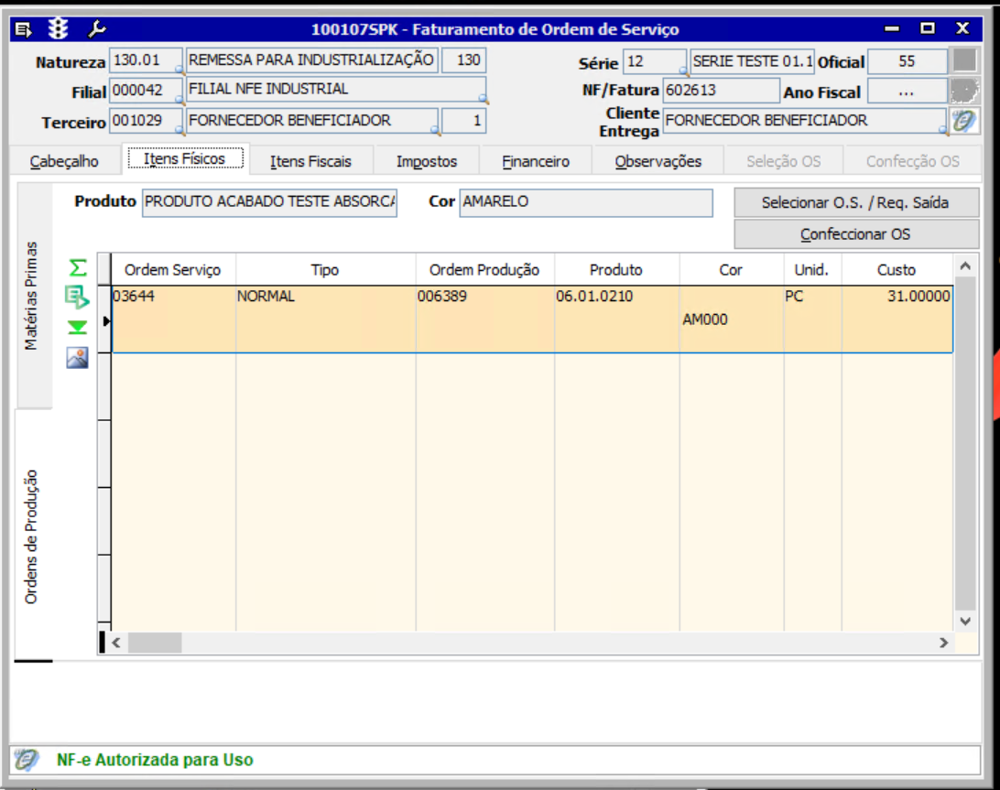 100107SPK - Faturamento de Ordem de Serviço
Natureza 130.01 REMESSA PARA INDUSTRIALIZAÇÃO 130 Série 12 SERIE TESTE 01.1 Oficial 55
Filial 000042 FILIAL NFE INDUSTRIAL NF/Fatura 602613 Ano Fiscal ...
Terceiro 001029 FORNECEDOR BENEFICIADOR 1 Cliente Entrega FORNECEDOR BENEFICIADOR
Cabeçalho Itens Físicos Itens Fiscais Impostos Financeiro Observações Seleção OS Confecção OS
Produto PRODUTO ACABADO TESTE ABSORCA Cor AMARELO Selecionar O.S. / Req. Saída
Confeccionar OS
Matérias Primas
Ordens de Produção
Ordem Serviço Tipo Ordem Produção Produto Cor Unid. Custo
03644 NORMAL 006389 06.01.0210 PC 31.00000
AM000
NF-e Autorizada para Uso